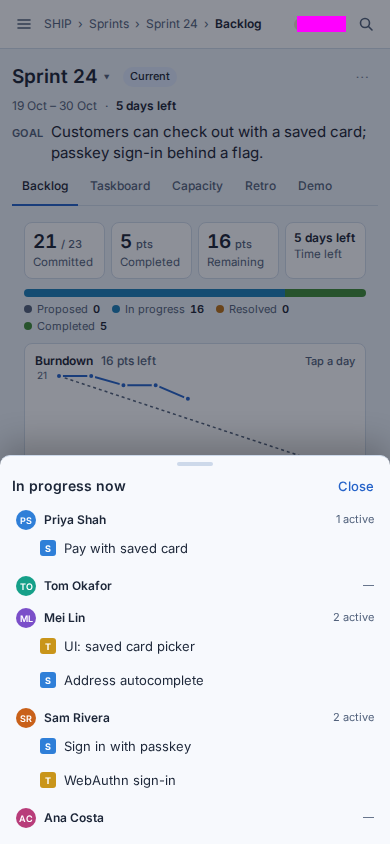 SHIP › Sprints › Sprint 24 › Backlog
Sprint 24 ▾ Current ...
19 Oct – 30 Oct · 5 days left
GOAL Customers can check out with a saved card;
passkey sign-in behind a flag.
Backlog Taskboard Capacity Retro Demo
21 / 23 5 pts 16 pts 5 days left
Committed Completed Remaining Time left
Proposed 0 In progress 16 Resolved 0
Completed 5
Burndown 16 pts left Tap a day
21
In progress now Close
PS Priya Shah 1 active
S Pay with saved card
TO Tom Okafor —
ML Mei Lin 2 active
T UI: saved card picker
S Address autocomplete
SR Sam Rivera 2 active
S Sign in with passkey
T WebAuthn sign-in
AC Ana Costa —